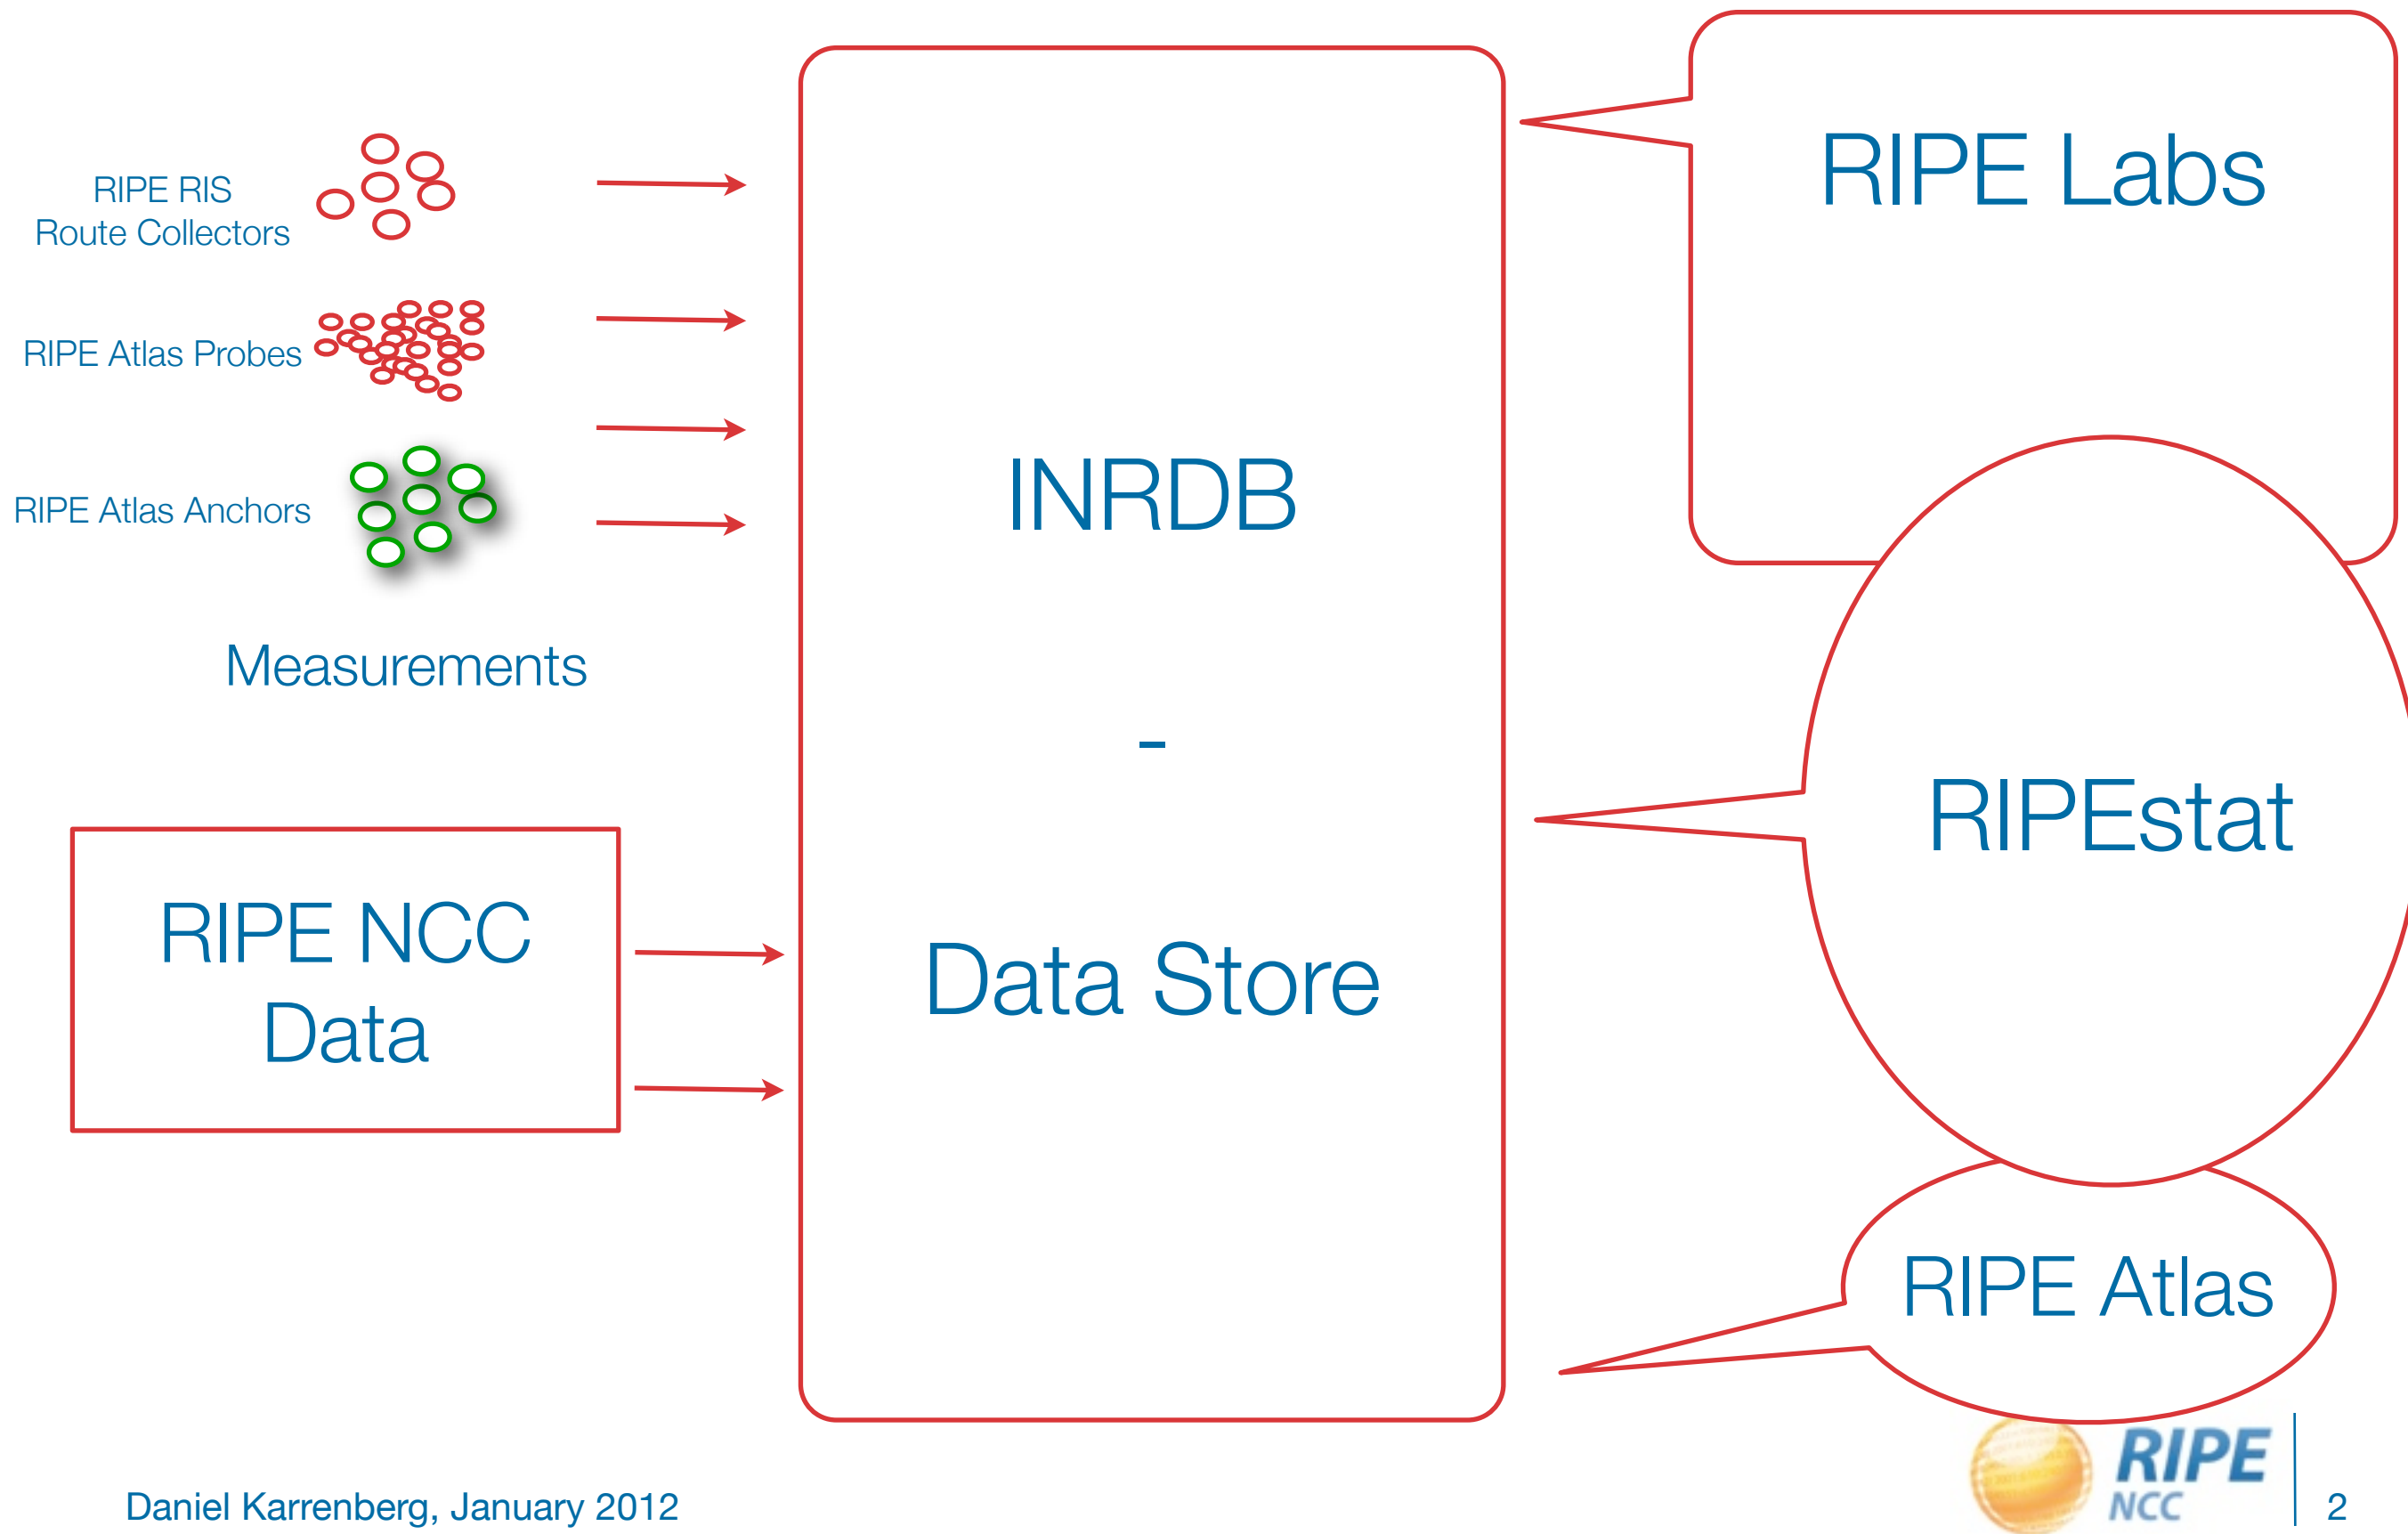 RIPE RIS
Route Collectors
RIPE Atlas Probes
RIPE Atlas Anchors
Measurements
RIPE NCC
Data
INRDB
-
Data Store
RIPE Labs
RIPEstat
RIPE Atlas
Daniel Karrenberg, January 2012
RIPE
NCC
2